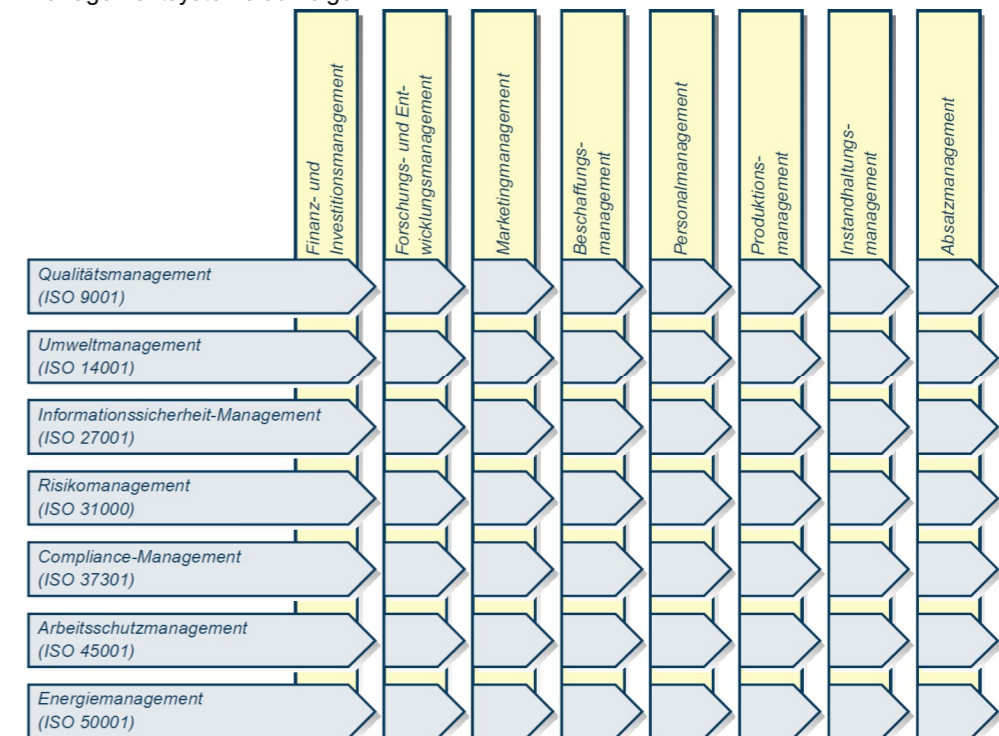 Finanz- und
Investitionsmanagement
Forschungs- und Ent-
wicklungsmanagement
Marketingmanagement
Beschaffungs-
management
Personalmanagement
Produktions-
management
Instandhaltungs-
management
Absatzmanagement
Qualitätsmanagement
(ISO 9001)
Umweltmanagement
(ISO 14001)
Informationssicherheit-Management
(ISO 27001)
Risikomanagement
(ISO 31000)
Compliance-Management
(ISO 37301)
Arbeitsschutzmanagement
(ISO 45001)
Energiemanagement
(ISO 50001)